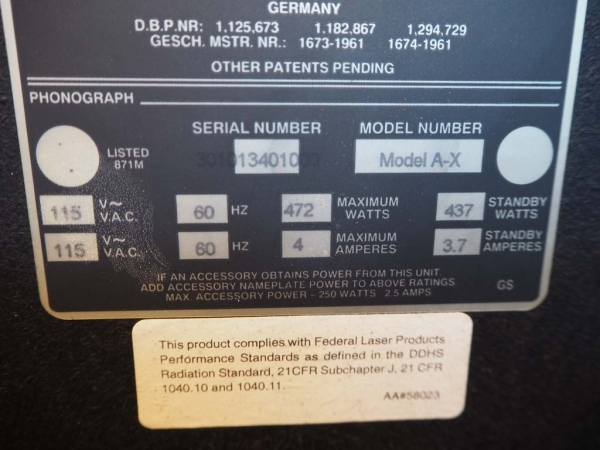 GERMANY
D.B.P.NR: 1,125,673 1.182,867 1,294,729
GESCH. MSTR. NR.: 1673-1961 1674-1961
OTHER PATENTS PENDING
PHONOGRAPH
SERIAL NUMBER MODEL NUMBER
LISTED
871M
Model A-X
115 V~ V.A.C. 60 HZ 472 MAXIMUM WATTS 437 STANDBY WATTS
115 V~ V.A.C. 60 HZ 4 MAXIMUM AMPERES 3.7 STANDBY AMPERES
IF AN ACCESSORY OBTAINS POWER FROM THIS UNIT
ADD ACCESSORY NAMEPLATE POWER TO ABOVE RATINGS
MAX. ACCESSORY POWER - 250 WATTS 2.5 AMPS
GS
This product complies with Federal Laser Products
Performance Standards as defined in the DDHS
Radiation Standard, 21CFR Subchapter J, 21 CFR
1040.10 and 1040.11.
AA#58023